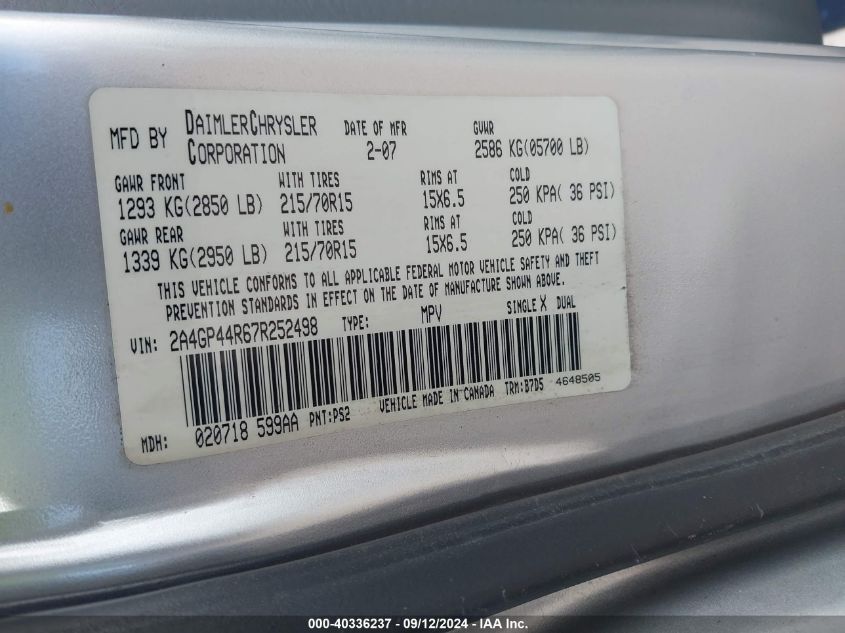 MFD BY DAIMLERCHRYSLER CORPORATION DATE OF MFR 2-07 GVWR 2586 KG(05700 LB)
GAWR FRONT WITH TIRES RIMS AT COLD
1293 KG(2850 LB) 215/70R15 15X6.5 250 KPA( 36 PSI)
GAWR REAR WITH TIRES RIMS AT COLD
1339 KG(2950 LB) 215/70R15 15X6.5 250 KPA( 36 PSI)
THIS VEHICLE CONFORMS TO ALL APPLICABLE FEDERAL MOTOR VEHICLE SAFETY AND THEFT
PREVENTION STANDARDS IN EFFECT ON THE DATE OF MANUFACTURE SHOWN ABOVE.
VIN: 2A4GP44R67R252498 TYPE: MPV SINGLE X DUAL
MDH: 020718 599AA PNT:PS2 VEHICLE MADE IN CANADA TRM:B7D5 4648505
000-40336237 - 09/12/2024 - IAA Inc.